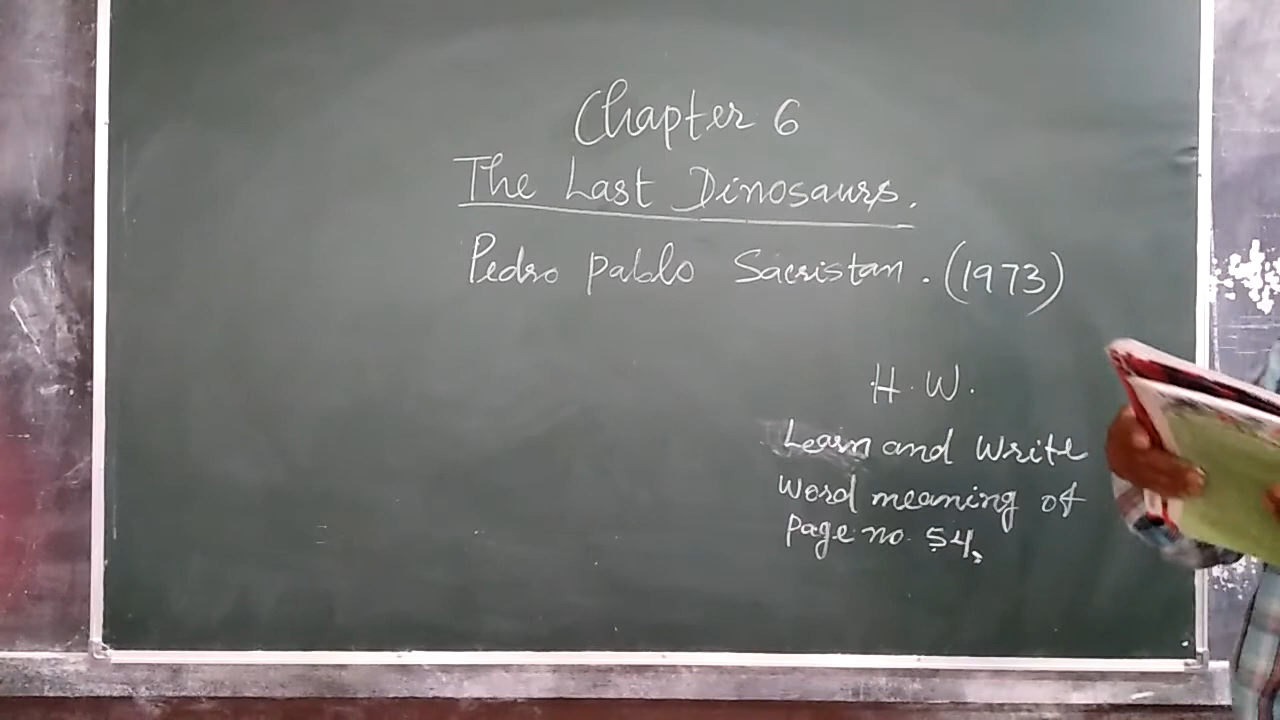 Chapter 6
The Last Dinosaurs.
Pedro Pablo Sacristan. (1973)
H.W.
Learn and Write
word meaning of
Page no. 54,